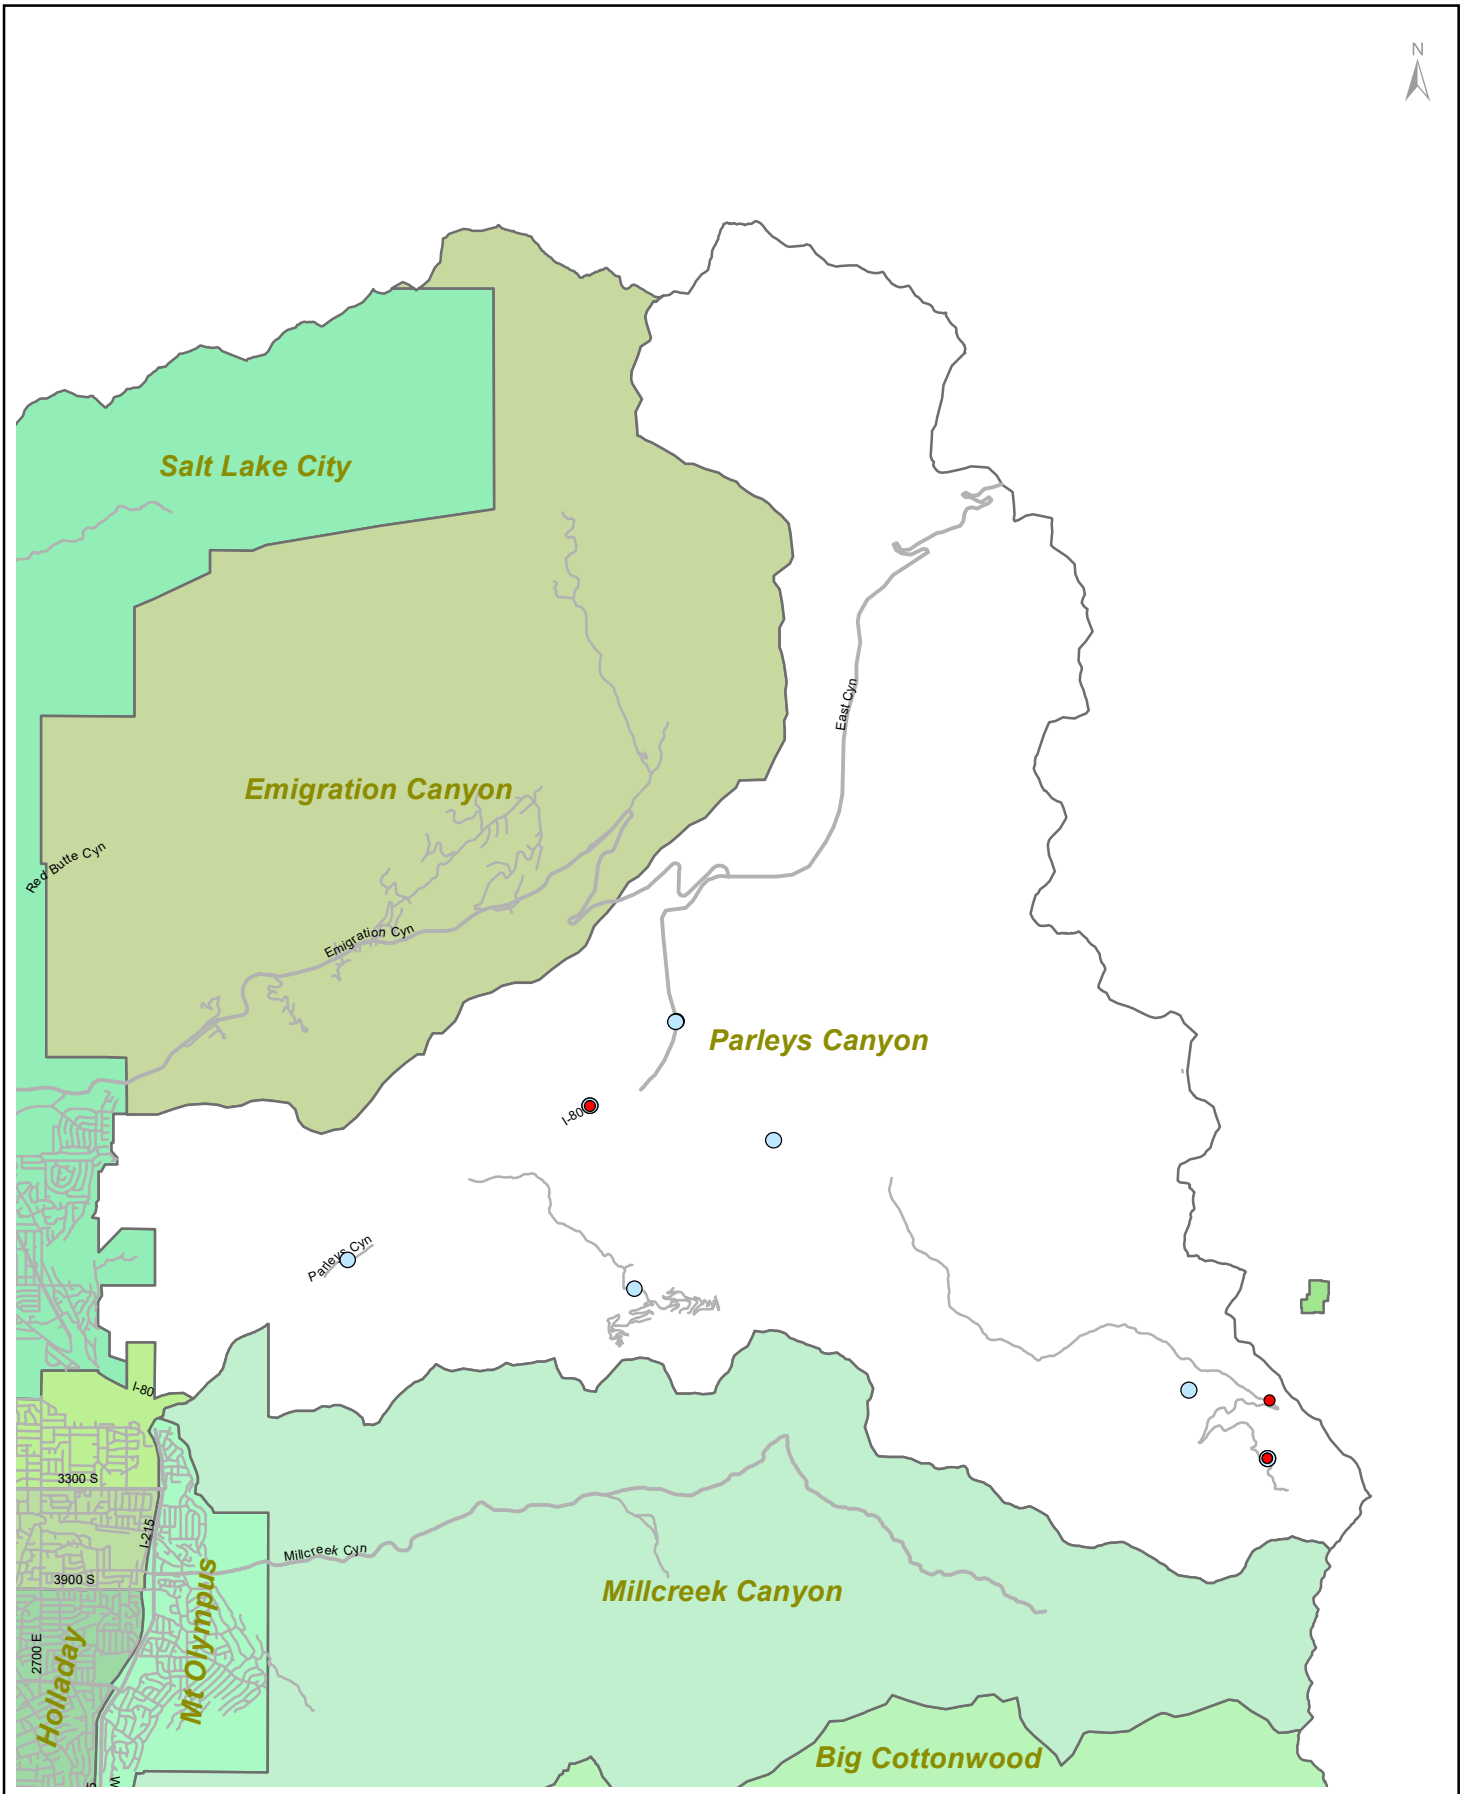 N
Salt Lake City
East Cyn
Emigration Canyon
Red Butte Cyn
Emigration Cyn
Parleys Canyon
I-80
Parleys Cyn
I-80
3300 S
I-215
Millcreek Cyn
3900 S
Millcreek Canyon
Mt Olympus
2700 E
Holladay
Big Cottonwood